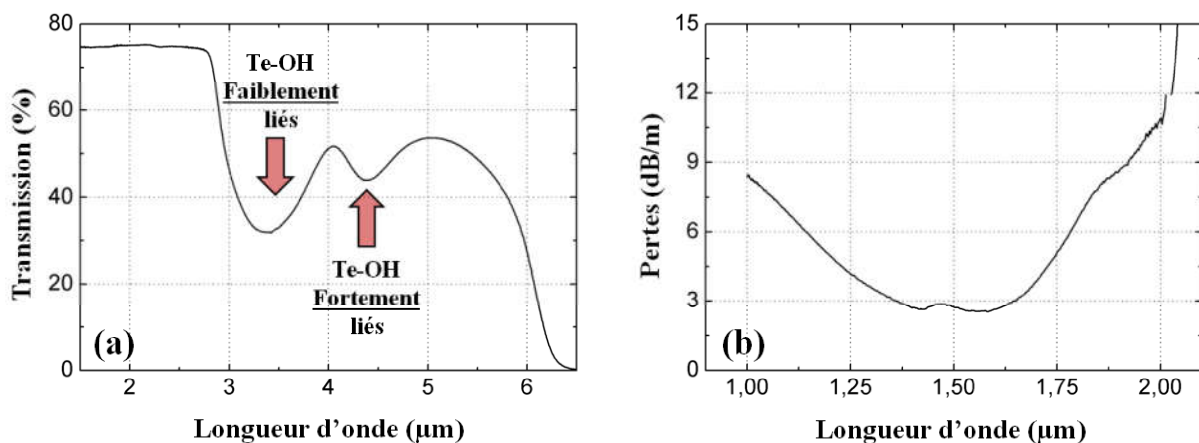 Transmission (%)
80
60
40
20
0
Te-OH
Faiblement
liés
Te-OH
Fortement
liés
(a)
2
3
4
5
6
Longueur d’onde (µm)
Pertes (dB/m)
15
12
9
6
3
0
(b)
1,00
1,25
1,50
1,75
2,00
Longueur d’onde (µm)